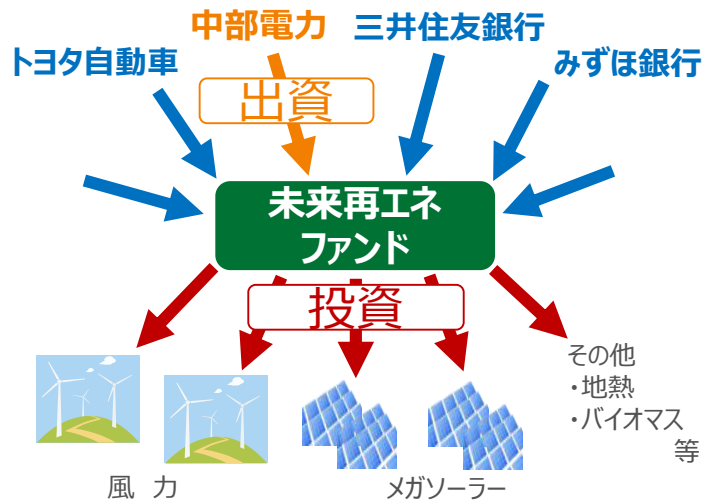 中部電力
三井住友銀行
トヨタ自動車
みずほ銀行
出資
未来再エネ
ファンド
投資
その他
・地熱
・バイオマス
等
風 力
メガソーラー